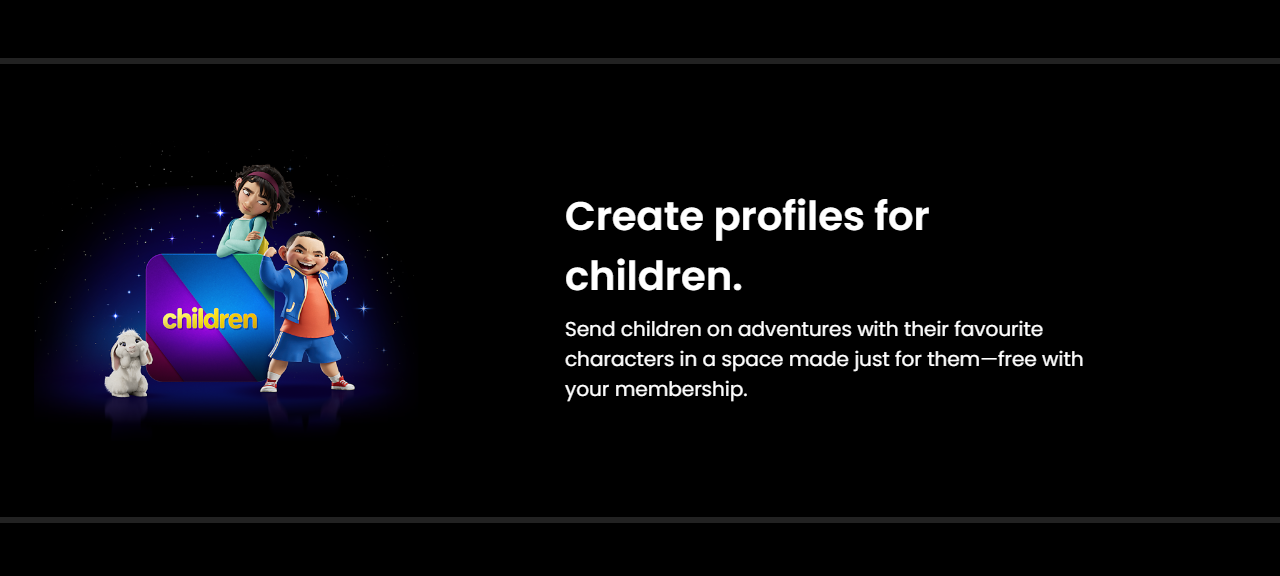 children
Create profiles for
children.
Send children on adventures with their favourite
characters in a space made just for them—free with
your membership.